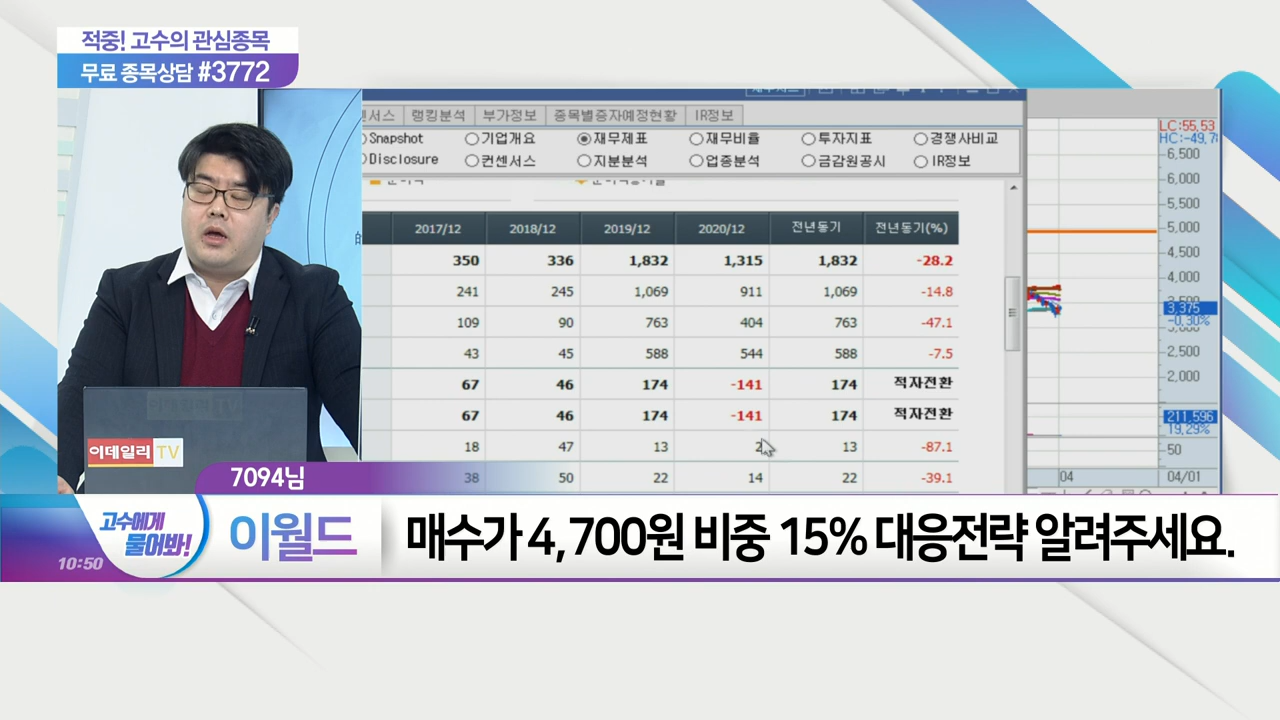 적중! 고수의 관심종목
무료 종목상담 #3772
랭킹분석 부가정보 종목별증자예정현황 IR정보
Snapshot 기업개요 재무제표 재무비율 투자지표 경쟁사비교
Disclosure 컨센서스 지분분석 업종분석 금감원공시 IR정보
2017/12 2018/12 2019/12 2020/12 전년동기 전년동기(%)
350 336 1,832 1,315 1,832 -28.2
241 245 1,069 911 1,069 -14.8
109 90 763 404 763 -47.1
43 45 588 544 588 -7.5
67 46 174 -141 174 적자전환
67 46 174 -141 174 적자전환
18 47 13 2 13 -87.1
38 50 22 14 22 -39.1
LC:55,53
HC:-49,7
6,500
6,000
5,500
5,000
4,500
4,000
3,375
-0,30%
2,500
2,000
211,596
19,29%
50
04 04/01
이데일리 TV
7094님
고수에게
물어봐!
10:50
이월드
매수가 4,700원 비중 15% 대응전략 알려주세요.